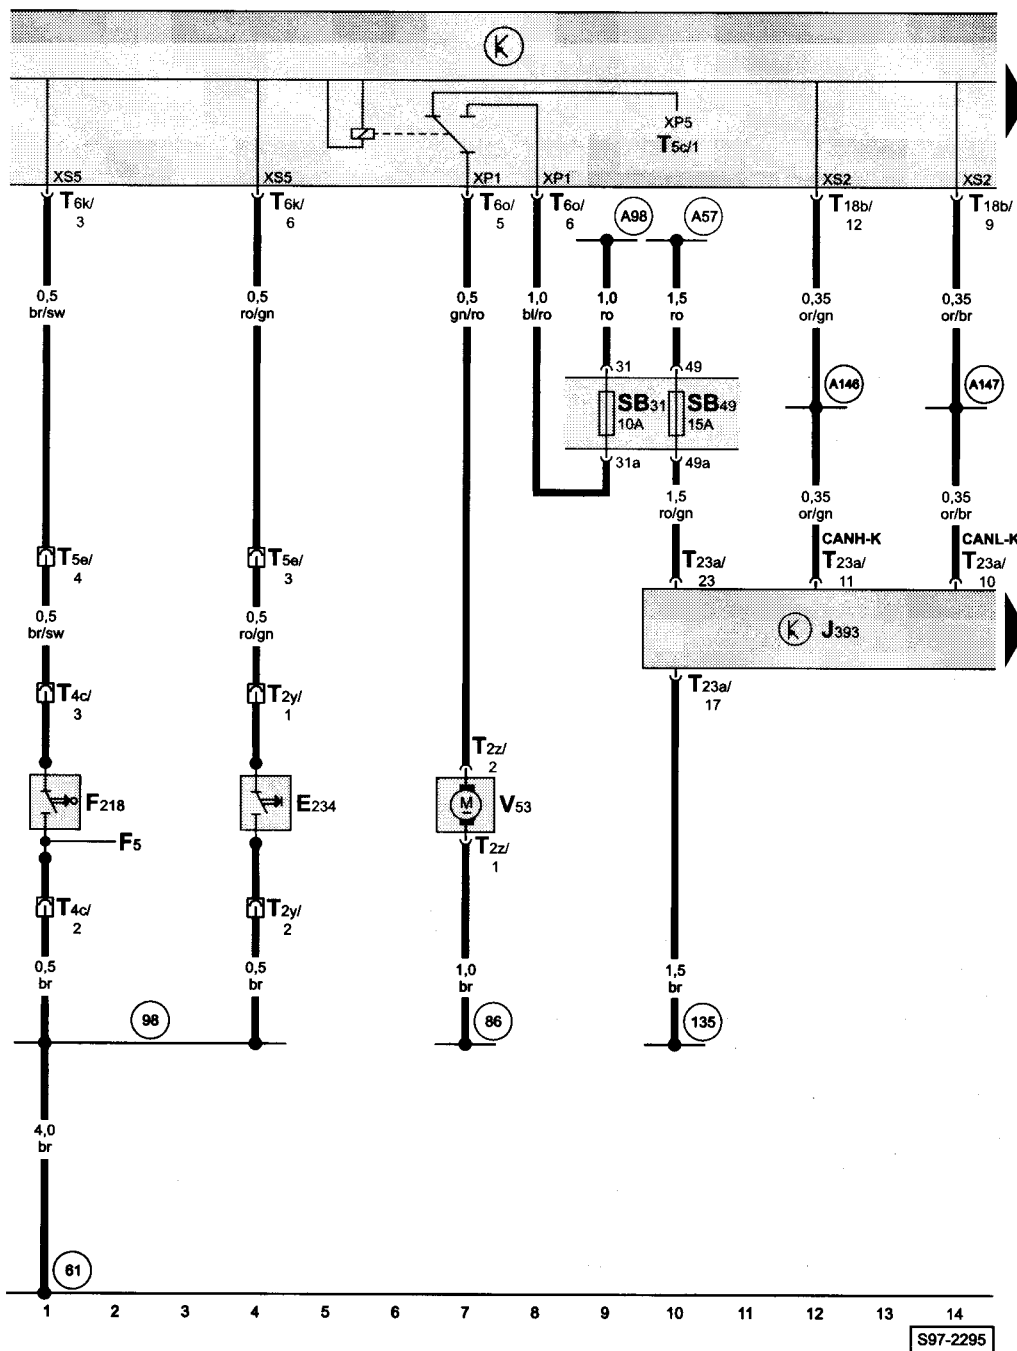 K
XP5
T5c/1
XS5 XS5 XP1 XP1 XS2 XS2
T6k/ 3
T6k/ 6
T6o/ 5
T6o/ 6
A98
A57
T18b/ 12
T18b/ 9
0,5 br/sw
0,5 ro/gn
0,5 gn/ro
1,0 bl/ro
1,0 ro
1,5 ro
0,35 or/gn
0,35 or/br
31 49
A146
A147
SB31 10A
SB49 15A
31a 49a
1,5 ro/gn
0,35 or/gn
0,35 or/br
CANH-K
CANL-K
T5e/ 4
T5e/ 3
T23a/ 23
T23a/ 11
T23a/ 10
0,5 br/sw
0,5 ro/gn
K J393
T4c/ 3
T2y/ 1
T23a/ 17
T2z/ 2
F218
E234
M V53
F5
T2z/ 1
T4c/ 2
T2y/ 2
0,5 br
0,5 br
1,0 br
1,5 br
98
86
135
4,0 br
61
1 2 3 4 5 6 7 8 9 10 11 12 13 14
S97-2295